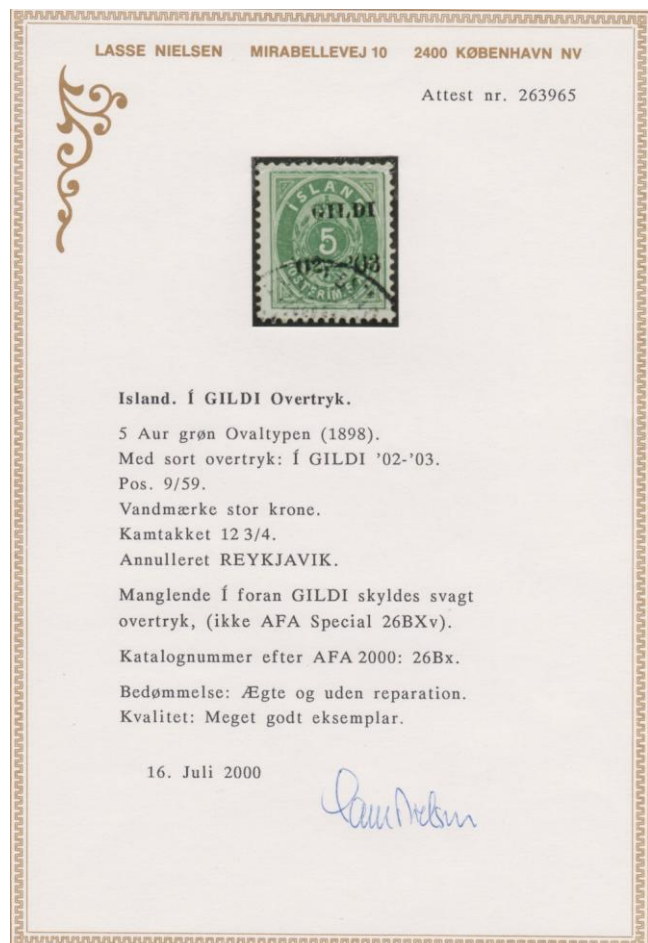 LASSE NIELSEN MIRABELLEVEJ 10 2400 KØBENHAVN NV
Attest nr. 263965
ISLAND
GILDI
5
'02-'03
Island. Í GILDI Overtryk.
5 Aur grøn Ovaltypen (1898).
Med sort overtryk: Í GILDI '02-'03.
Pos. 9/59.
Vandmærke stor krone.
Kamtakket 12 3/4.
Annulleret REYKJAVIK.
Manglende Í foran GILDI skyldes svagt
overtryk, (ikke AFA Special 26BXv).
Katalognummer efter AFA 2000: 26Bx.
Bedømmelse: Ægte og uden reparation.
Kvalitet: Meget godt eksemplar.
16. Juli 2000
Lasse Nielsen